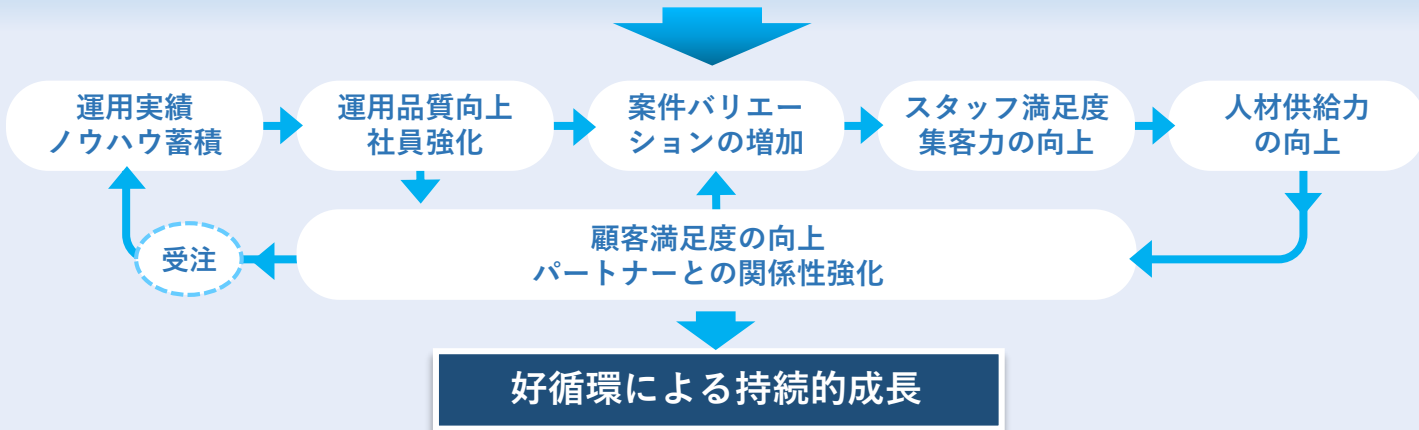 運用実績
ノウハウ蓄積
運用品質向上
社員強化
案件バリエー
ションの増加
スタッフ満足度
集客力の向上
人材供給力
の向上
受注
顧客満足度の向上
パートナーとの関係性強化
好循環による持続的成長